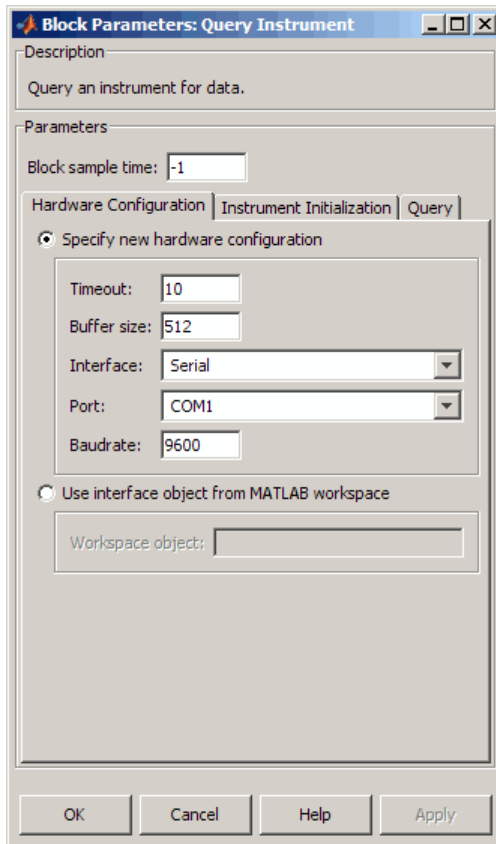 Block Parameters: Query Instrument
Description
Query an instrument for data.
Parameters
Block sample time: -1
Hardware Configuration Instrument Initialization Query
Specify new hardware configuration
Timeout: 10
Buffer size: 512
Interface: Serial
Port: COM1
Baudrate: 9600
Use interface object from MATLAB workspace
Workspace object:
OK Cancel Help Apply